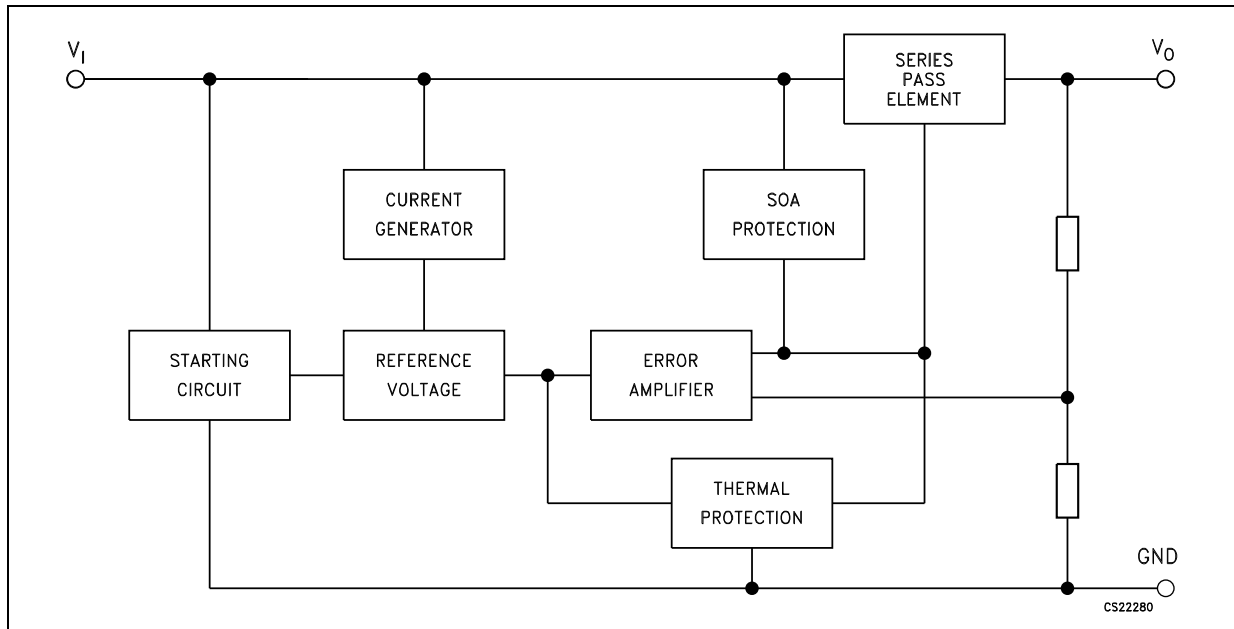 V_I
SERIES
PASS
ELEMENT
V_O
CURRENT
GENERATOR
SOA
PROTECTION
STARTING
CIRCUIT
REFERENCE
VOLTAGE
ERROR
AMPLIFIER
THERMAL
PROTECTION
GND
CS22280